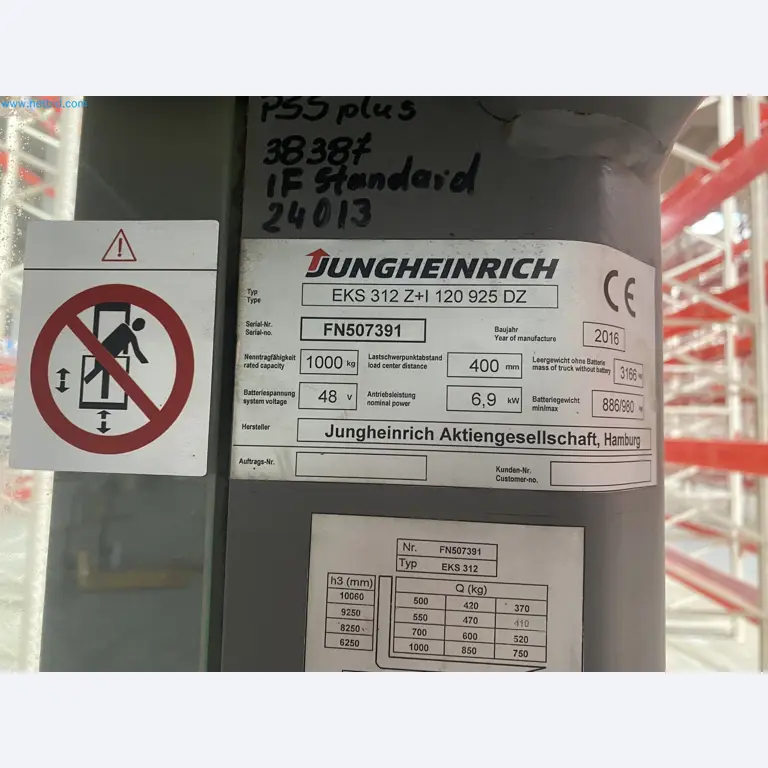 www.netbid.com
PSS plus
38387
IF Standard
24013
JUNGHEINRICH
Typ
Type
EKS 312 Z+I 120 925 DZ
CE
Serial-Nr.
Serial-no.
FN507391
Baujahr
Year of manufacture
2016
Nenntragfähigkeit
rated capacity
1000 kg
Lastschwerpunktabstand
load center distance
400 mm
Leergewicht ohne Batterie
mass of truck without battery
3166
Batteriespannung
system voltage
48 V
Antriebsleistung
nominal power
6,9 kW
Batteriegewicht
min/max
886/980
Hersteller
Jungheinrich Aktiengesellschaft, Hamburg
Auftrags-Nr.
Kunden-Nr.
Customer-no.
Nr. FN507391
Typ EKS 312
h3 (mm) Q (kg)
10060 500 420 370
9250 550 470 410
8250 700 600 520
6250 1000 850 750